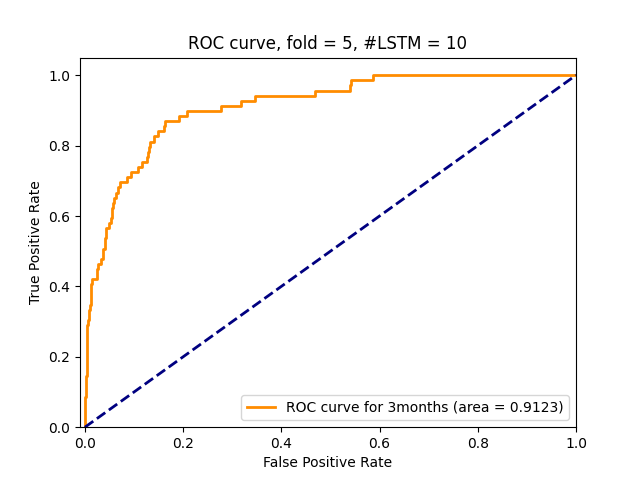 ROC curve, fold = 5, #LSTM = 10
1.0
0.8
0.6
0.4
0.2
0.0
True Positive Rate
0.0 0.2 0.4 0.6 0.8 1.0
False Positive Rate
ROC curve for 3months (area = 0.9123)